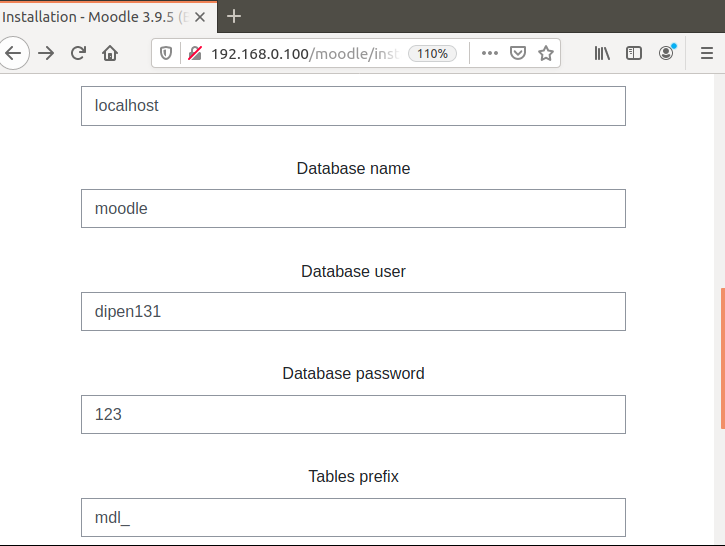 Installation - Moodle 3.9.5 (
192.168.0.100/moodle/inst
110%
localhost
Database name
moodle
Database user
dipen131
Database password
123
Tables prefix
mdl_